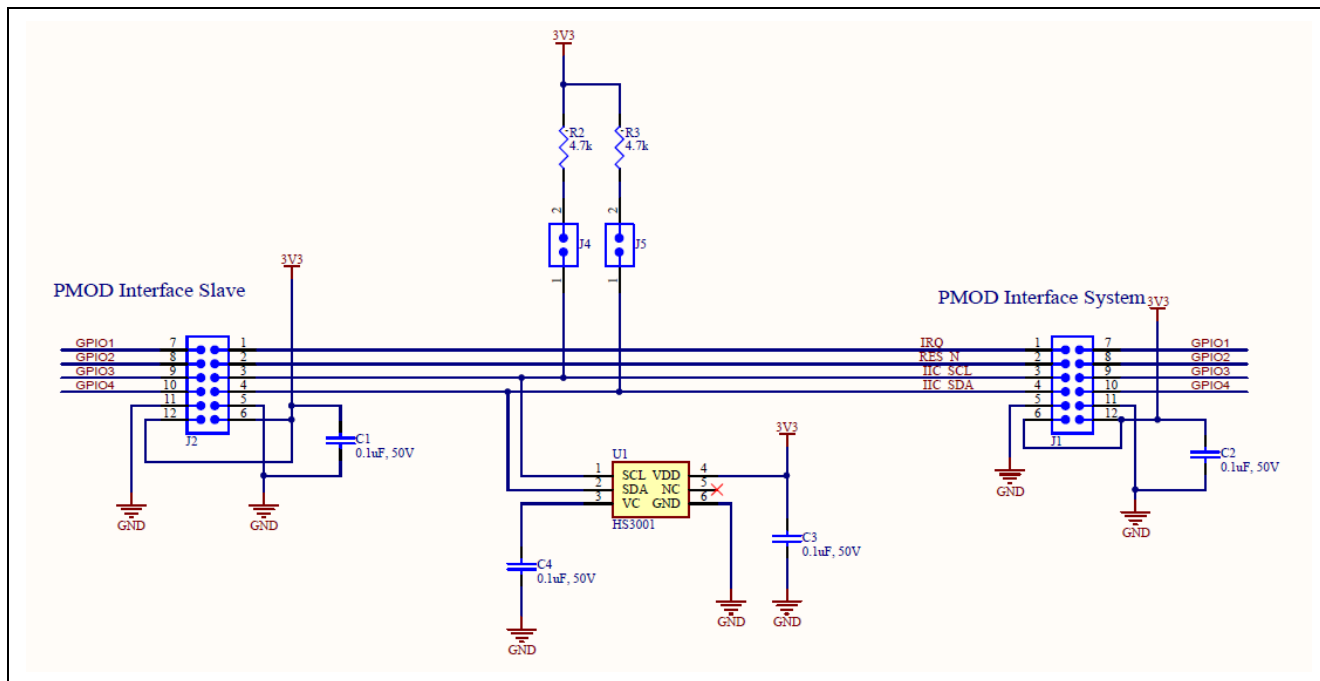 3V3
R2
4.7k
R3
4.7k
2
2
J4
J5
1
1
3V3
PMOD Interface Slave
PMOD Interface System
3V3
GPIO1 7 1 IRQ 1 7 GPIO1
GPIO2 8 2 RES_N 2 8 GPIO2
GPIO3 9 3 IIC_SCL 3 9 GPIO3
GPIO4 10 4 IIC_SDA 4 10 GPIO4
11 5 5 11
12 6 6 12
J2
J1
C1
0.1uF, 50V
C2
0.1uF, 50V
3V3
U1
1 SCL VDD 4
2 SDA NC 5
3 VC GND 6
HS3001
GND
GND
GND
GND
C3
0.1uF, 50V
C4
0.1uF, 50V
GND
GND
GND